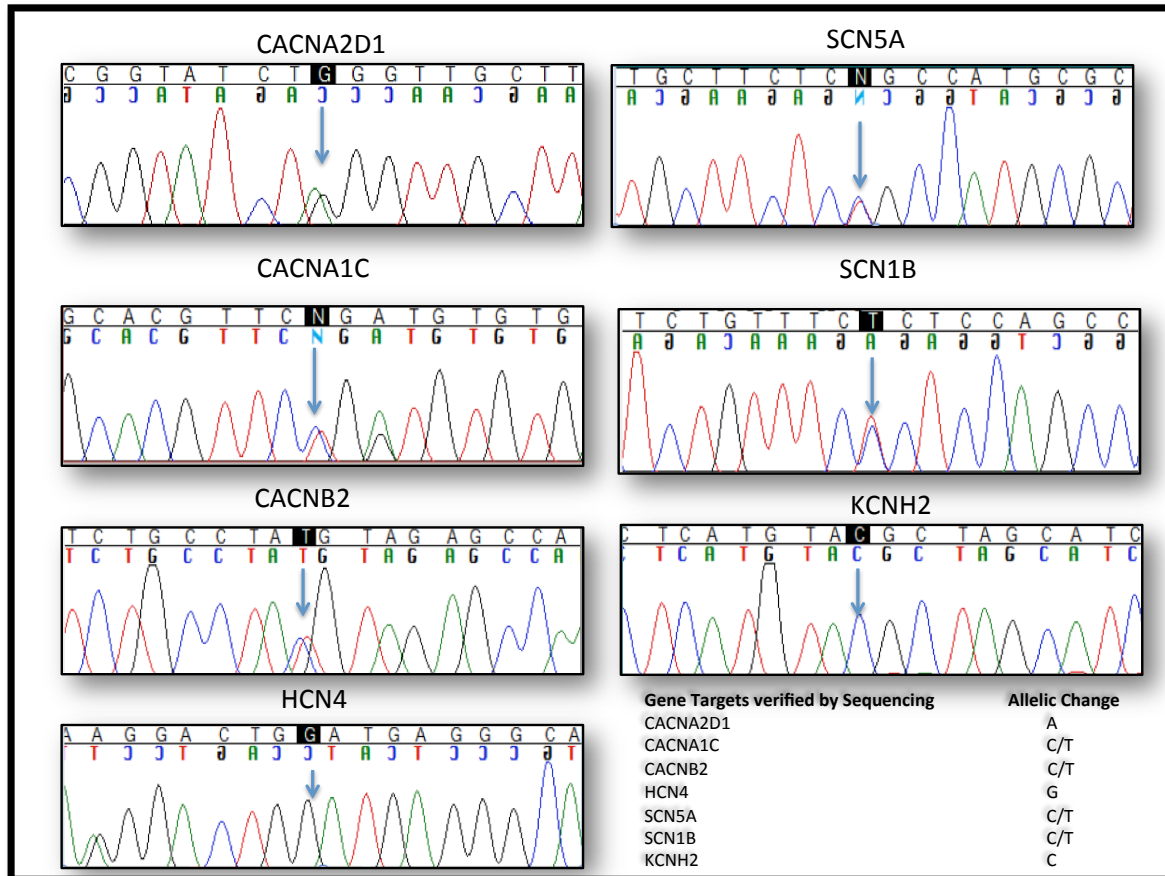 CACNA2D1
C G G T A T C T G G G T T G C T T
G C C A T A G A C C C A A C G A A
SCN5A
T G C T T C T C N G C C A T G C G C
A C G A A G A G N C G G T A C G C G
CACNA1C
G C A C G T T C N G A T G T G T G
G C A C G T T C N G A T G T G T G
SCN1B
T C T G T T T C T C T C C A G C C
A G A C A A A G A G A G G T C G G
CACNB2
T C T G C C T A T G T A G A G C C A
T C T G C C T A T G T A G A G C C A
KCNH2
C T C A T G T A C G C T A G C A T C
C T C A T G T A C G C T A G C A T C
HCN4
A A G G A C T G G A T G A G G G C A
T C C T G A C C T A C T C C C G T
Gene Targets verified by Sequencing Allelic Change
CACNA2D1 A
CACNA1C C/T
CACNB2 C/T
HCN4 G
SCN5A C/T
SCN1B C/T
KCNH2 C